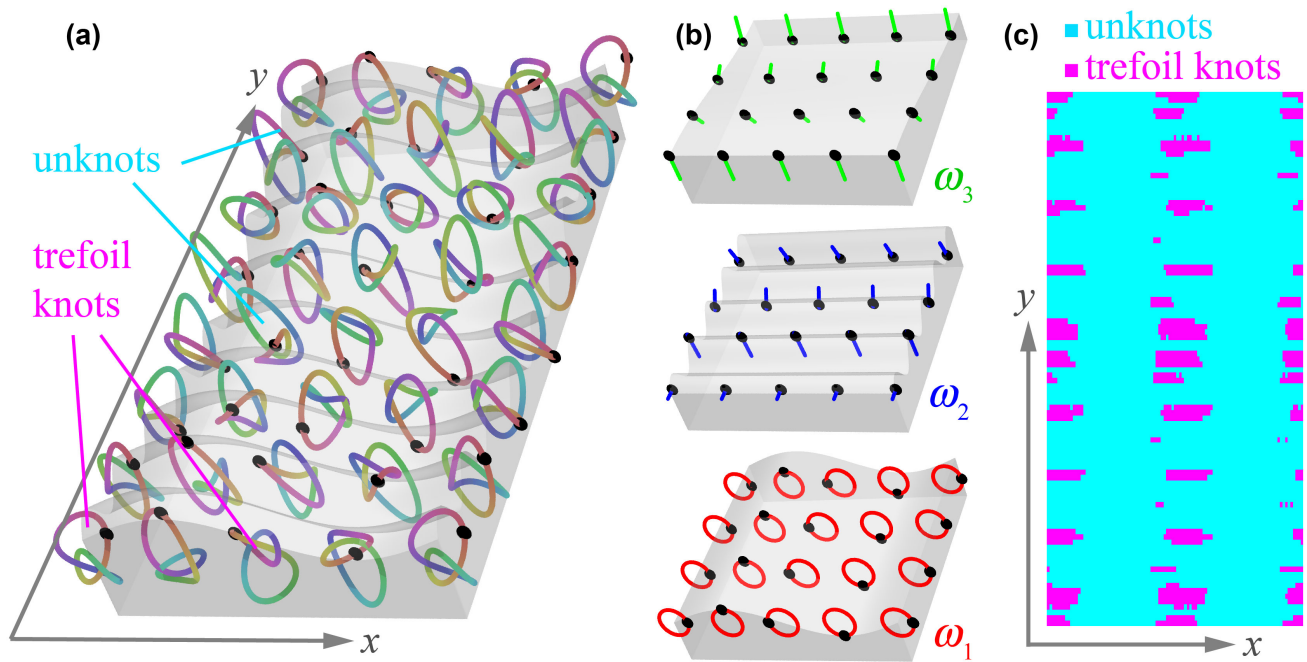 (a)
y
unknots
trefoil
knots
x
(b)
ω3
ω2
ω1
(c)
unknots
trefoil knots
y
x